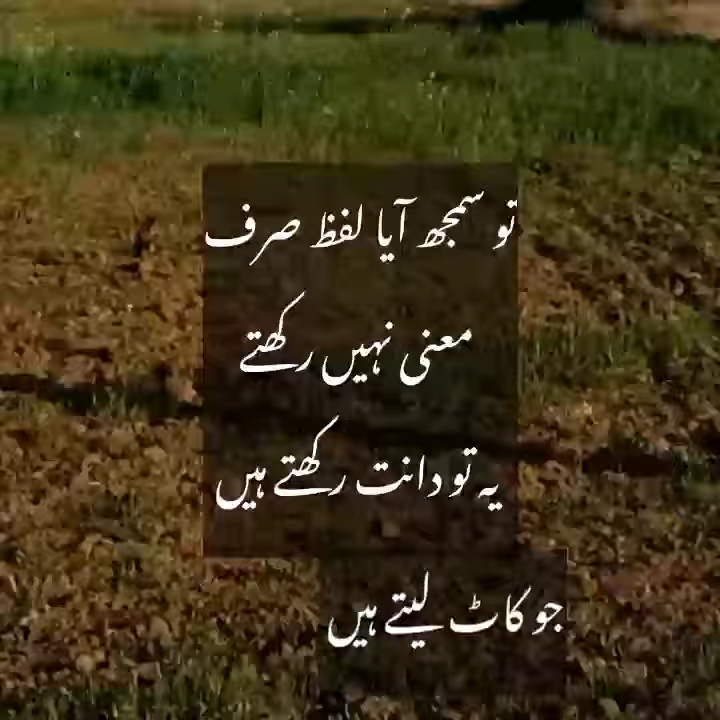 تو سمجھ آیا لفظ صرف
معنی نہیں رکھتے
یہ تو دانت رکھتے ہیں
جو کاٹ لیتے ہیں